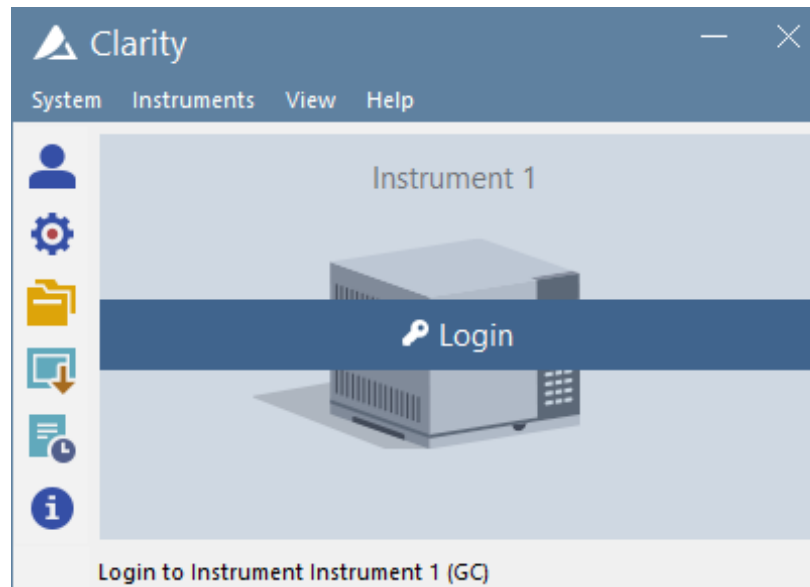 Clarity
System Instruments View Help
Instrument 1
Login
Login to Instrument Instrument 1 (GC)